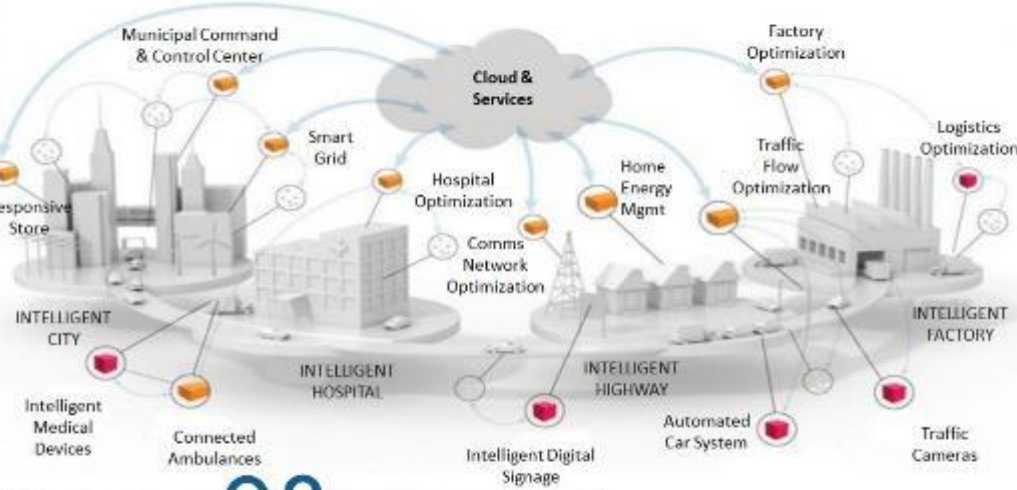 Municipal Command
& Control Center
Cloud &
Services
Factory
Optimization
Smart
Grid
Hospital
Optimization
Home
Energy
Mgmt
Traffic
Flow
Optimization
Logistics
Optimization
esponsive
Store
Comms
Network
Optimization
INTELLIGENT
CITY
INTELLIGENT
HOSPITAL
INTELLIGENT
HIGHWAY
INTELLIGENT
FACTORY
Intelligent
Medical
Devices
Connected
Ambulances
Intelligent Digital
Signage
Automated
Car System
Traffic
Cameras